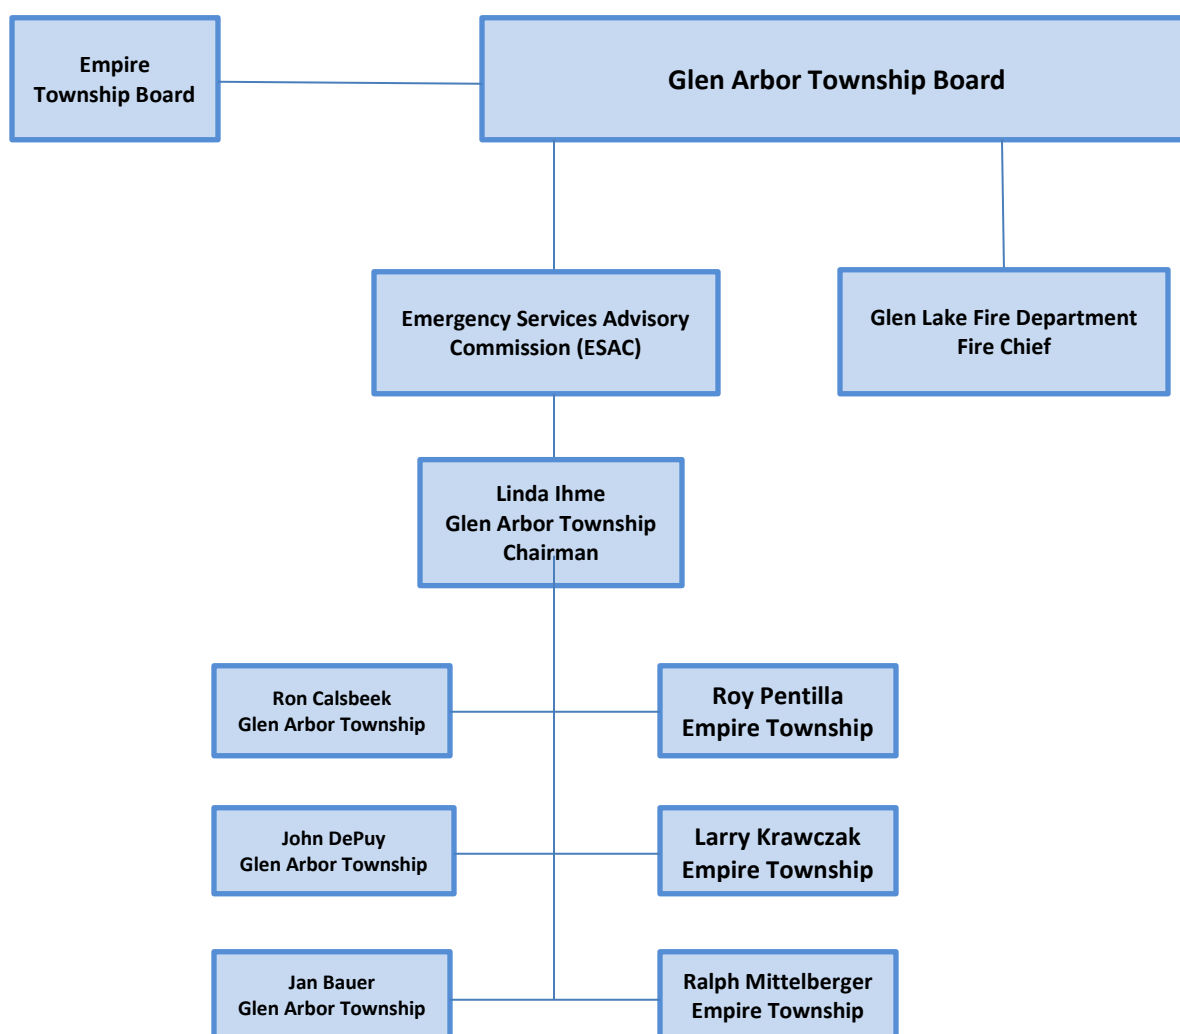 Empire
Township Board
Glen Arbor Township Board
Emergency Services Advisory
Commission (ESAC)
Glen Lake Fire Department
Fire Chief
Linda Ihme
Glen Arbor Township
Chairman
Ron Calsbeek
Glen Arbor Township
Roy Pentilla
Empire Township
John DePuy
Glen Arbor Township
Larry Krawczak
Empire Township
Jan Bauer
Glen Arbor Township
Ralph Mittelberger
Empire Township